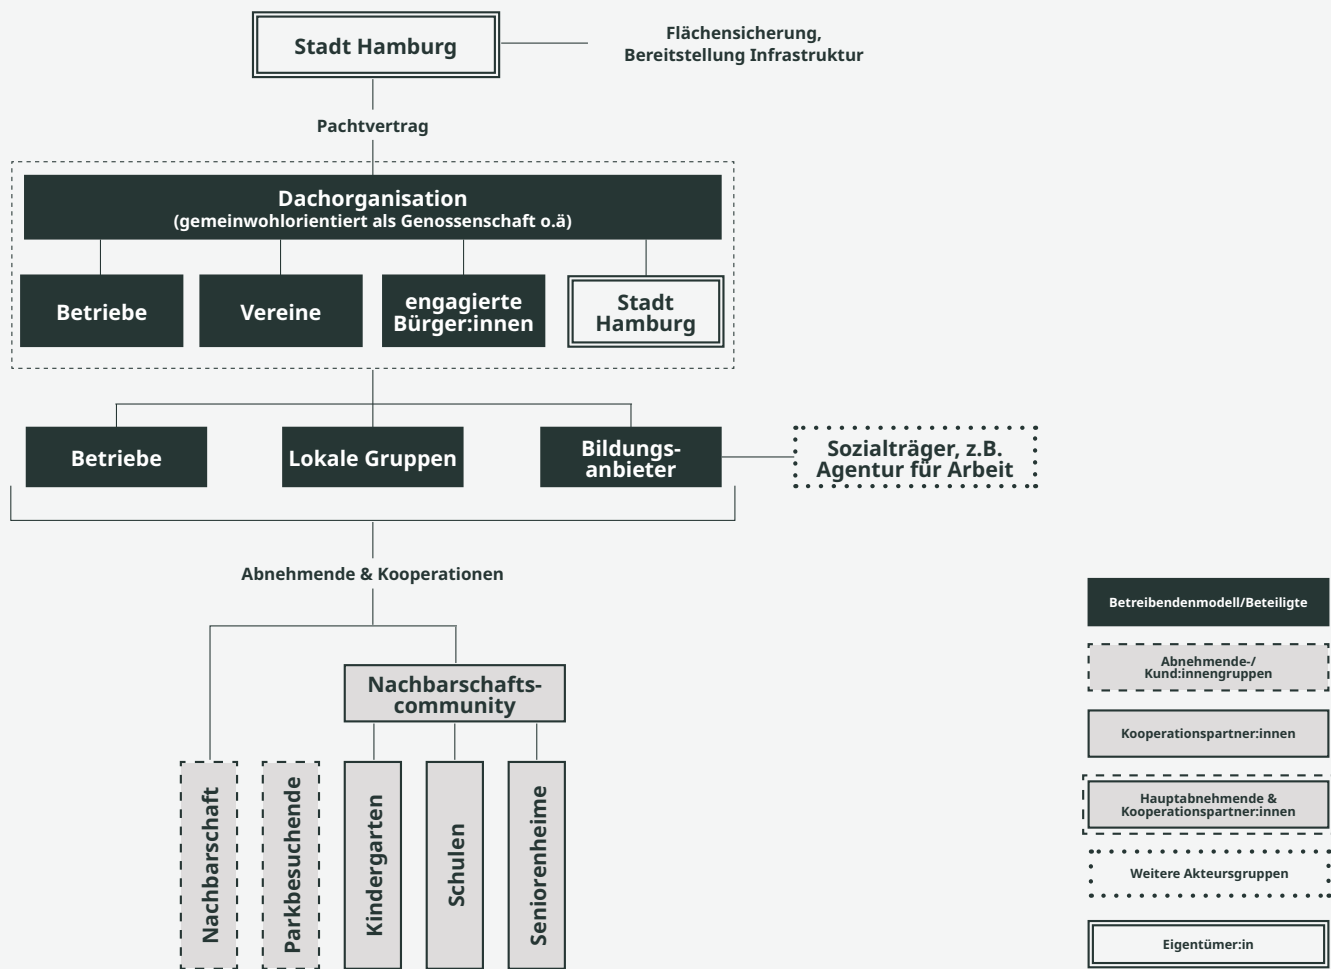 Stadt Hamburg
Flächensicherung,
Bereitstellung Infrastruktur
Pachtvertrag
Dachorganisation
(gemeinwohlorientiert als Genossenschaft o.ä)
Betriebe
Vereine
engagierte
Bürger:innen
Stadt
Hamburg
Betriebe
Lokale Gruppen
Bildungs-
anbieter
Sozialträger, z.B.
Agentur für Arbeit
Abnehmende & Kooperationen
Nachbarschafts-
community
Nachbarschaft
Parkbesuchende
Kindergarten
Schulen
Seniorenheime
Betreibendenmodell/Beteiligte
Abnehmende-/
Kund:innengruppen
Kooperationspartner:innen
Hauptabnehmende &
Kooperationspartner:innen
Weitere Akteursgruppen
Eigentümer:in